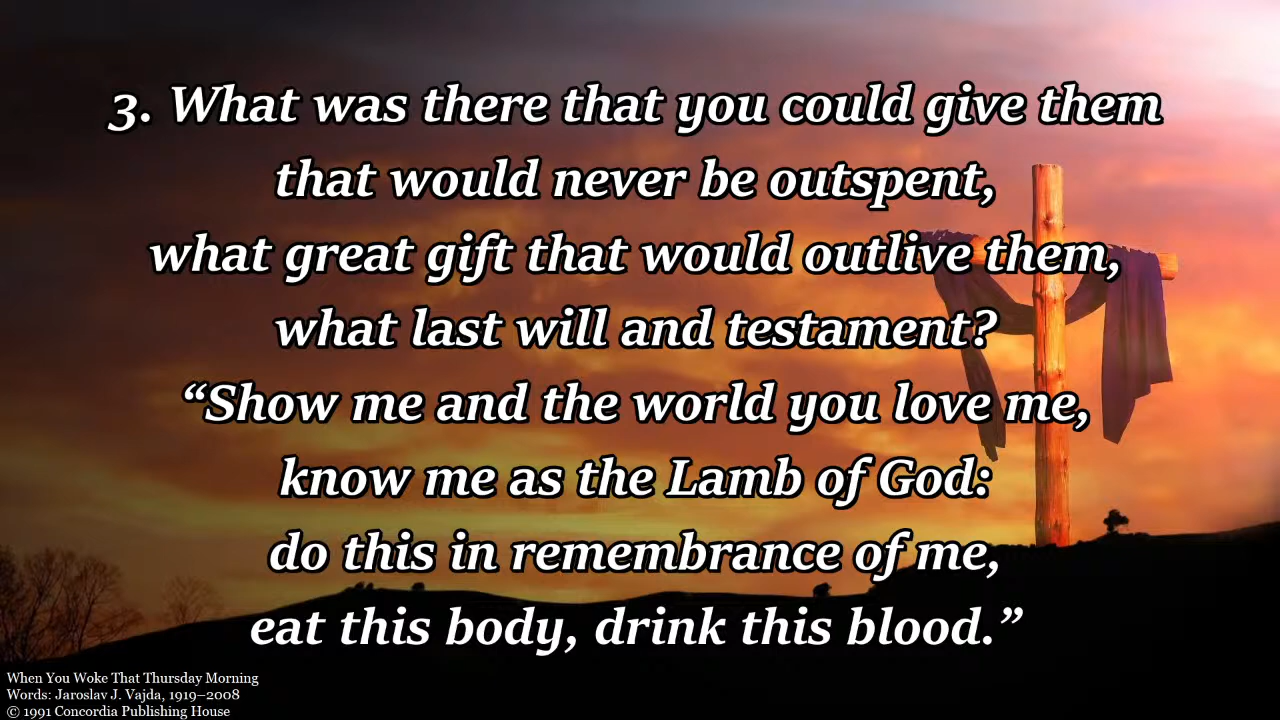 3. What was there that you could give them
that would never be outspent,
what great gift that would outlive them,
what last will and testament?
“Show me and the world you love me,
know me as the Lamb of God:
do this in remembrance of me,
eat this body, drink this blood.”
When You Woke That Thursday Morning
Words: Jaroslav J. Vajda, 1919–2008
© 1991 Concordia Publishing House